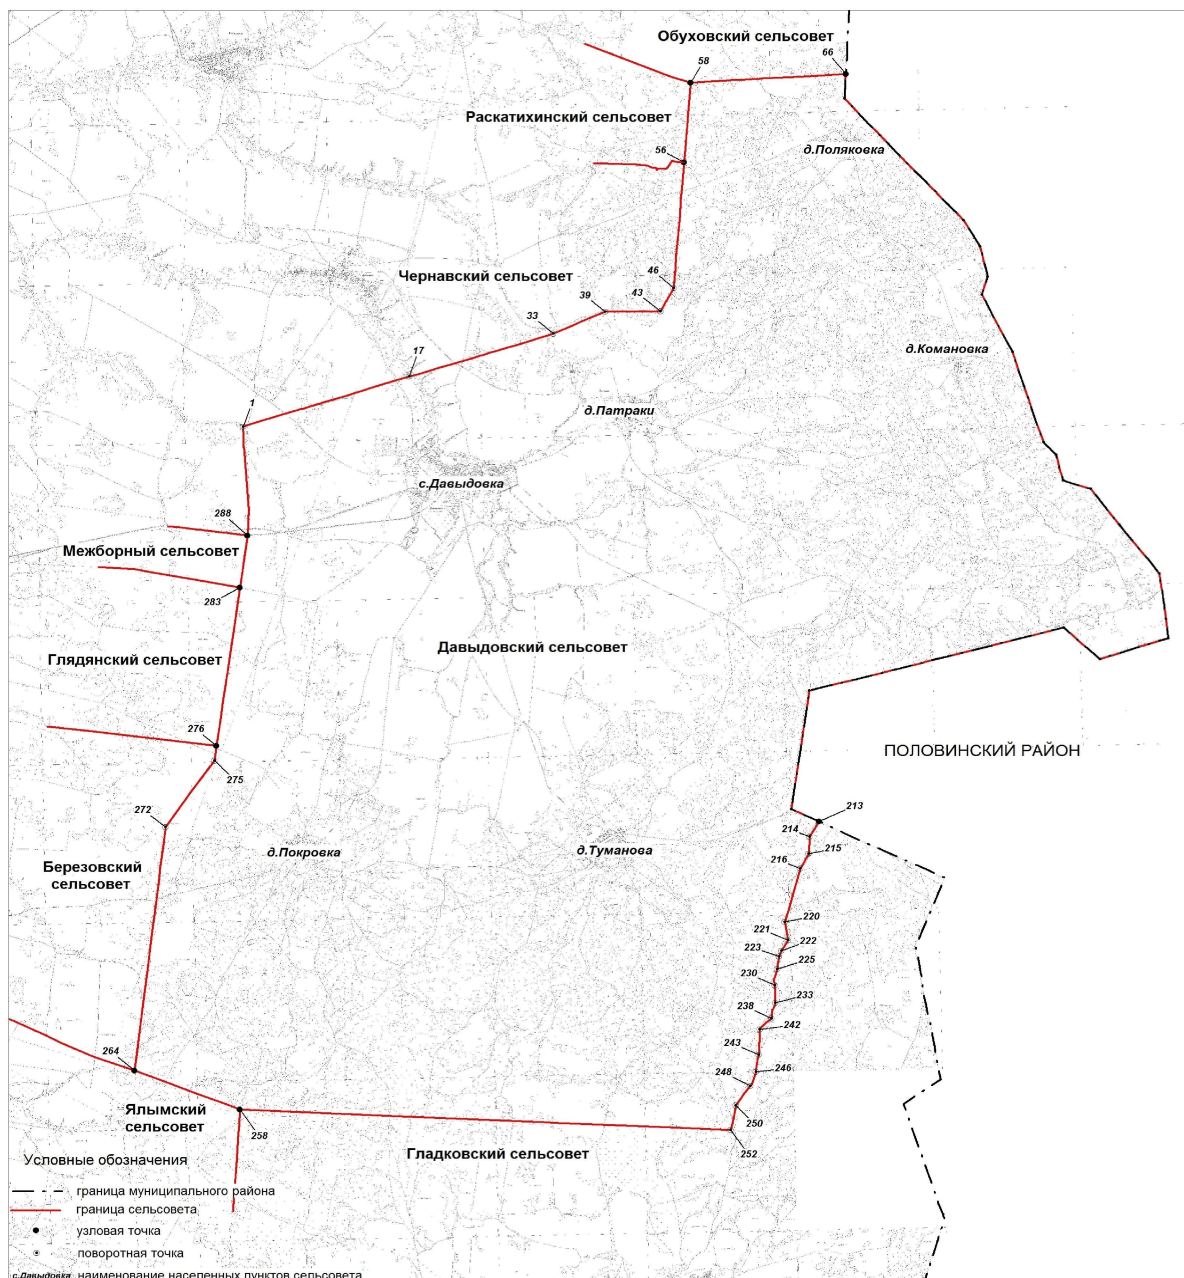 Обуховский сельсовет
66
58
Раскатихинский сельсовет
56
д.Поляковка
Чернавский сельсовет
46
39
43
33
17
д.Комановка
1
д.Патраки
с.Давыдовка
288
Межборный сельсовет
283
Глядянский сельсовет
Давыдовский сельсовет
276
275
ПОЛОВИНСКИЙ РАЙОН
272
213
214
215
216
д.Покровка
д.Туманова
Березовский
сельсовет
220
221
222
223
225
230
233
238
242
243
246
248
250
252
264
258
Ялымский
сельсовет
Гладковский сельсовет
Условные обозначения
граница муниципального района
граница сельсовета
узловая точка
поворотная точка
с.Давыдовка наименование населенных пунктов сельсовета